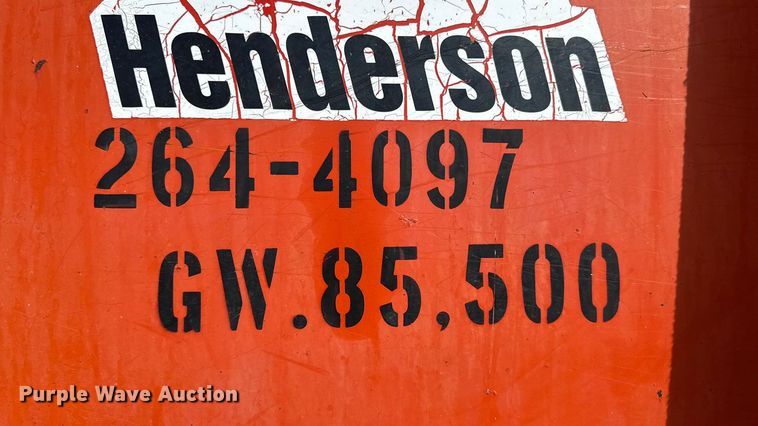 Henderson
264-4097
GW.85,500
Purple Wave Auction